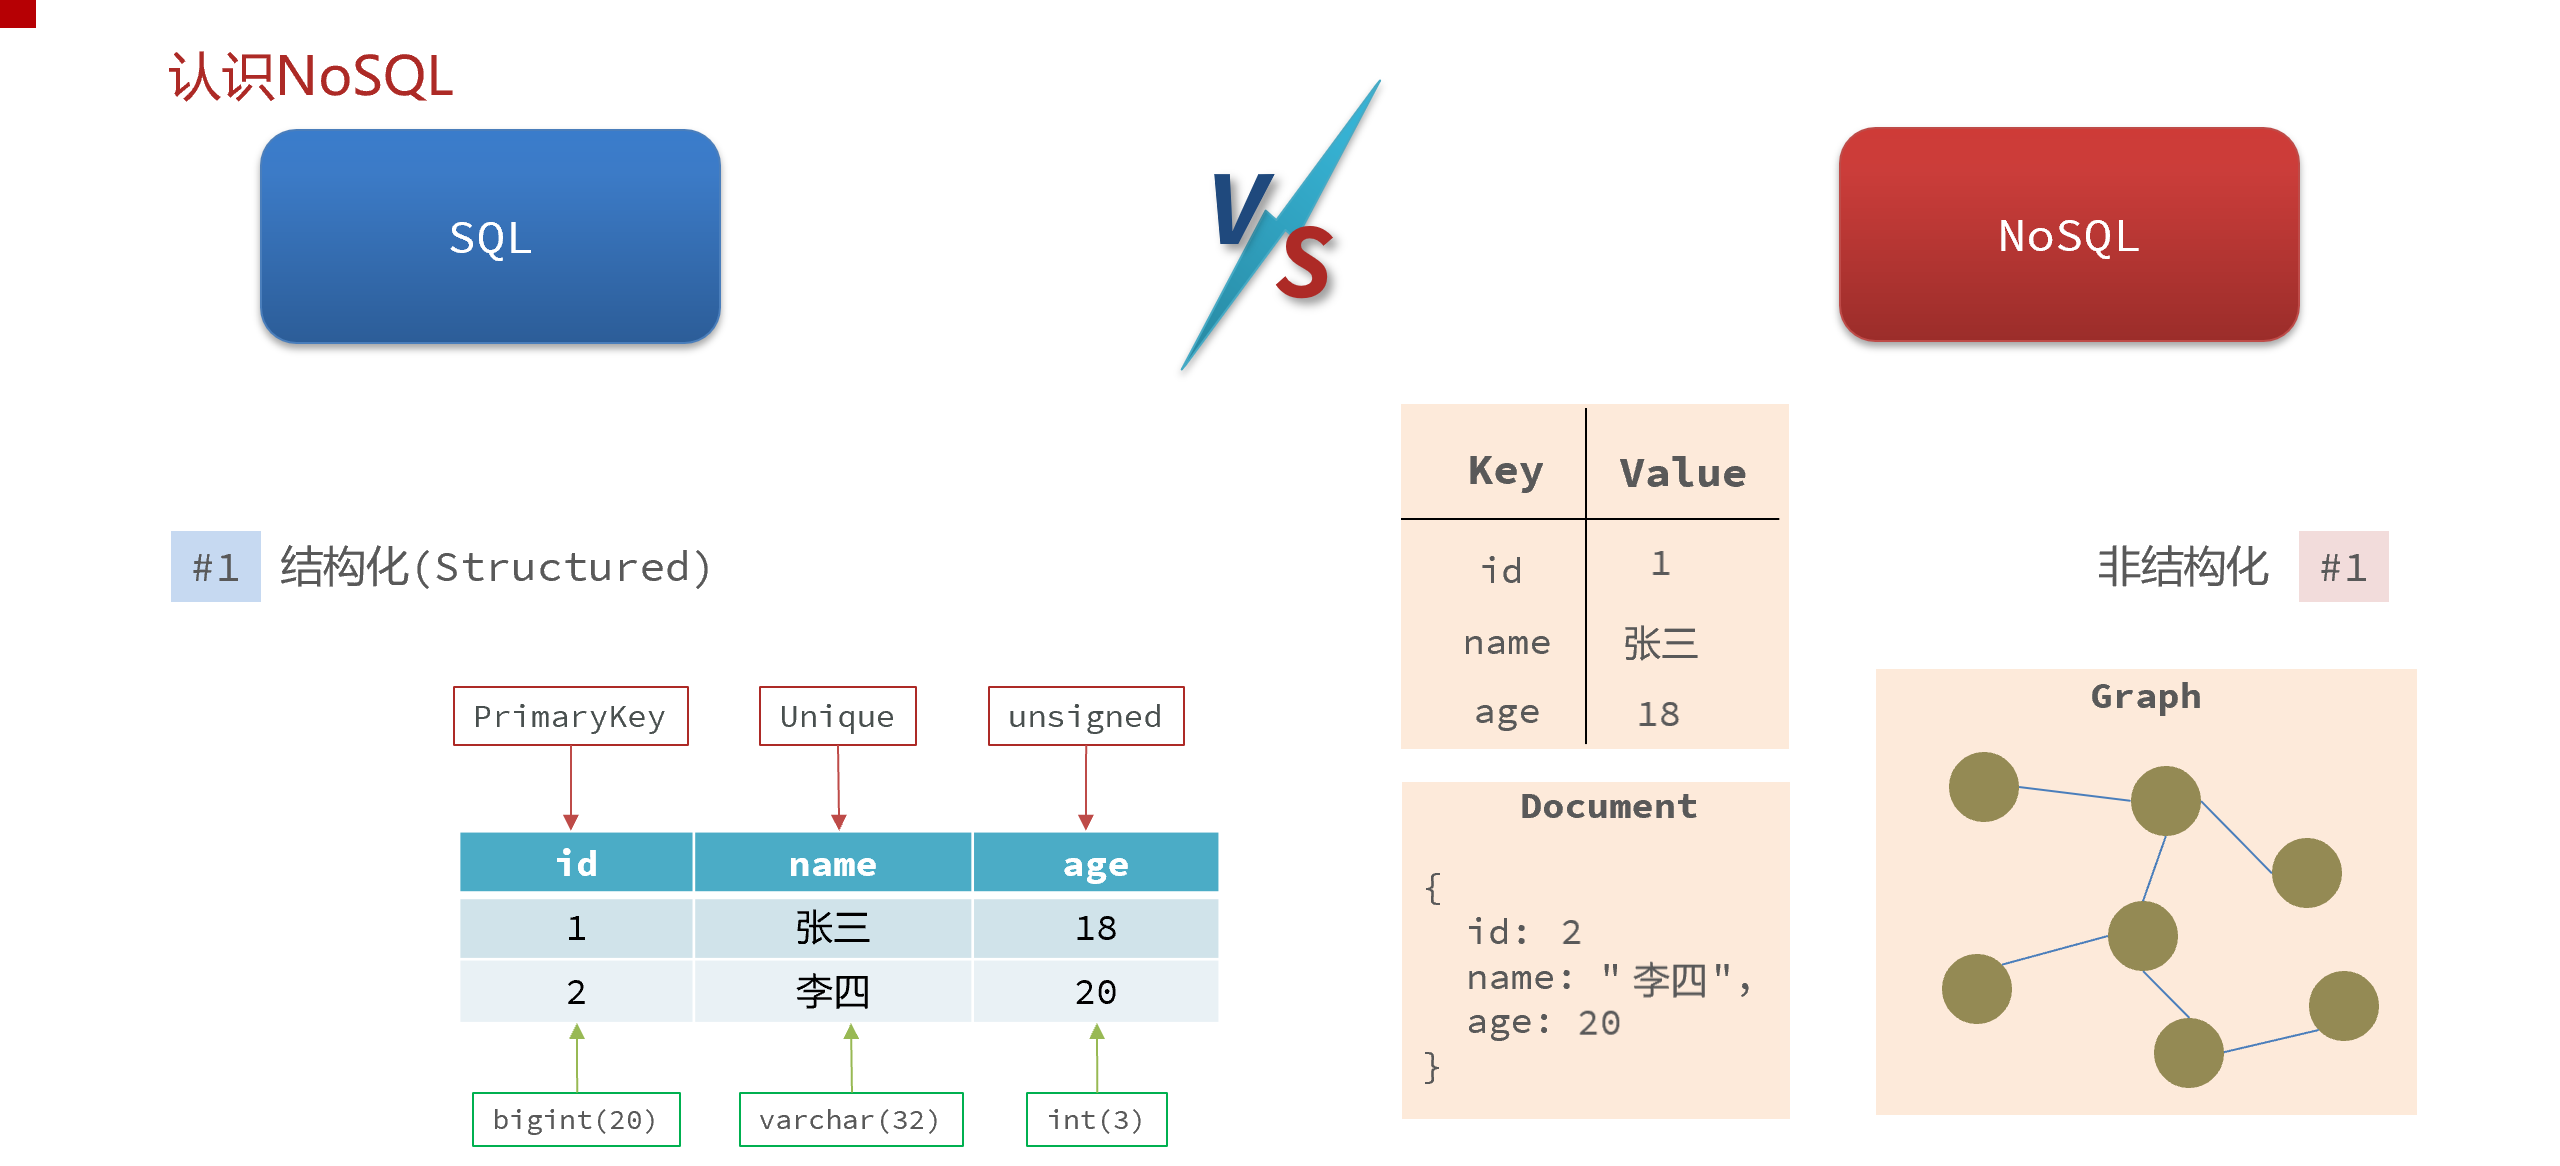 认识NoSQL
SQL
VS
NoSQL
#1 结构化(Structured)
PrimaryKey Unique unsigned
id name age
1 张三 18
2 李四 20
bigint(20) varchar(32) int(3)
Key Value
id 1
name 张三
age 18
Document
{
id: 2
name: "李四",
age: 20
}
非结构化 #1
Graph